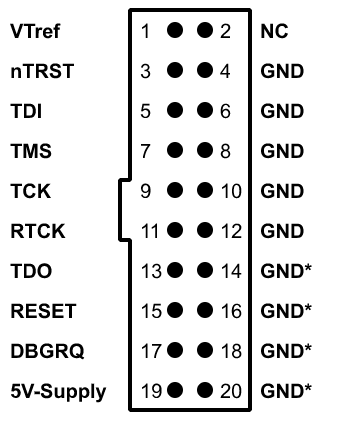 VTref 1 2 NC
nTRST 3 4 GND
TDI 5 6 GND
TMS 7 8 GND
TCK 9 10 GND
RTCK 11 12 GND
TDO 13 14 GND*
RESET 15 16 GND*
DBGRQ 17 18 GND*
5V-Supply 19 20 GND*